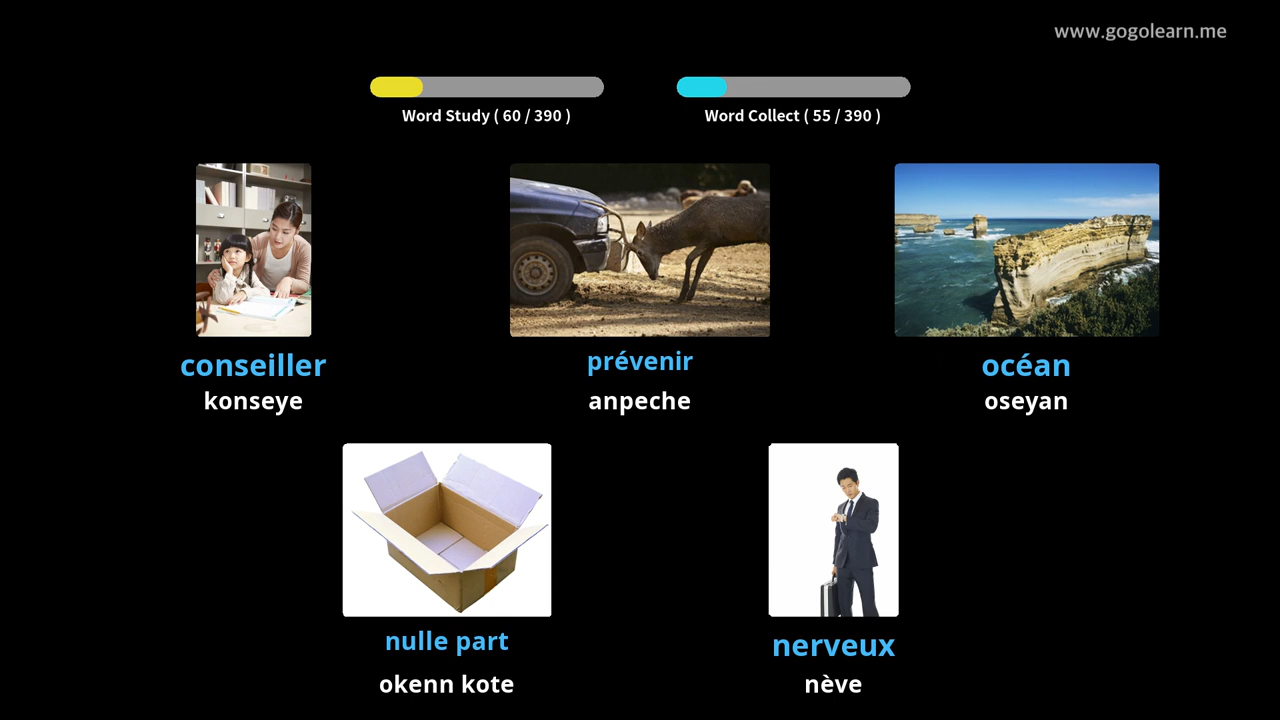 www.gogolearn.me
Word Study ( 60 / 390 )
Word Collect ( 55 / 390 )
conseiller
konseye
prévenir
anpeche
océan
oseyan
nulle part
okenn kote
nerveux
nève